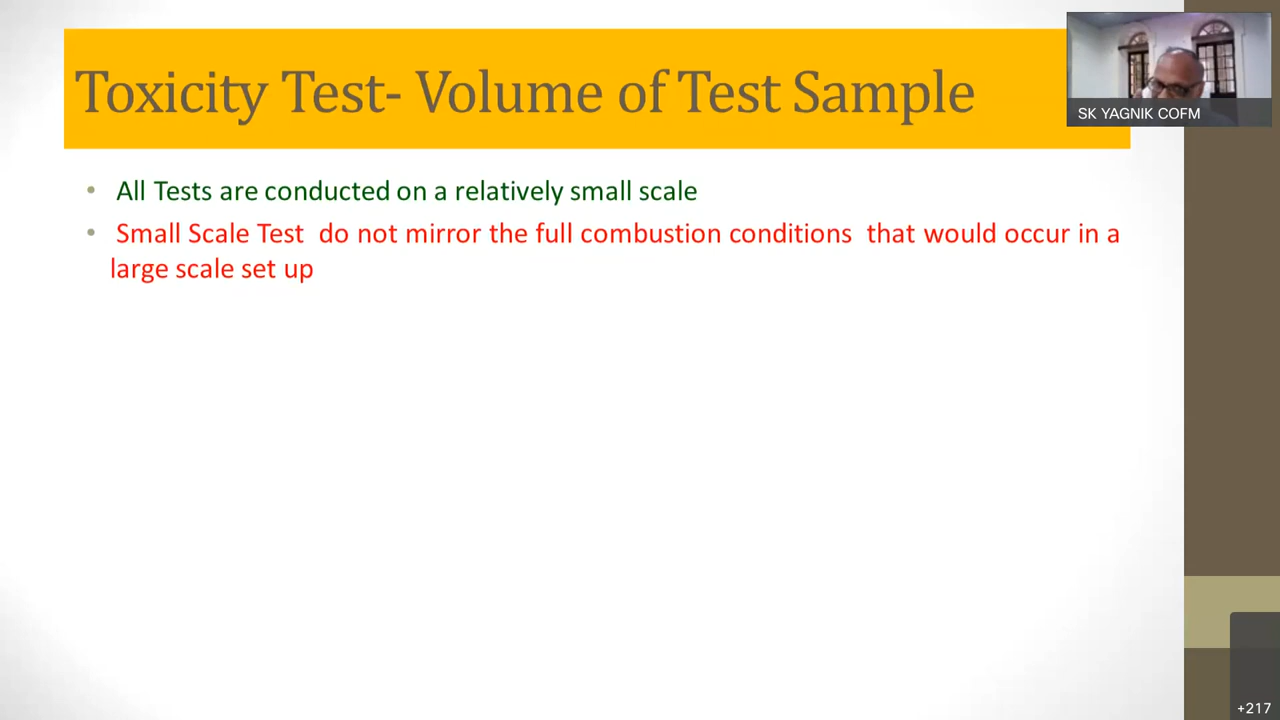 Toxicity Test- Volume of Test Sample
SK YAGNIK COFM
• All Tests are conducted on a relatively small scale
• Small Scale Test do not mirror the full combustion conditions that would occur in a
large scale set up
+217